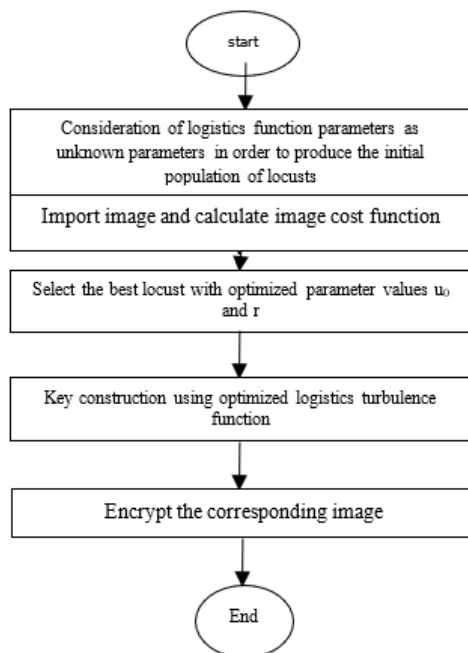 start
Consideration of logistics function parameters as
unknown parameters in order to produce the initial
population of locusts
Import image and calculate image cost function
Select the best locust with optimized parameter values u₀
and r
Key construction using optimized logistics turbulence
function
Encrypt the corresponding image
End